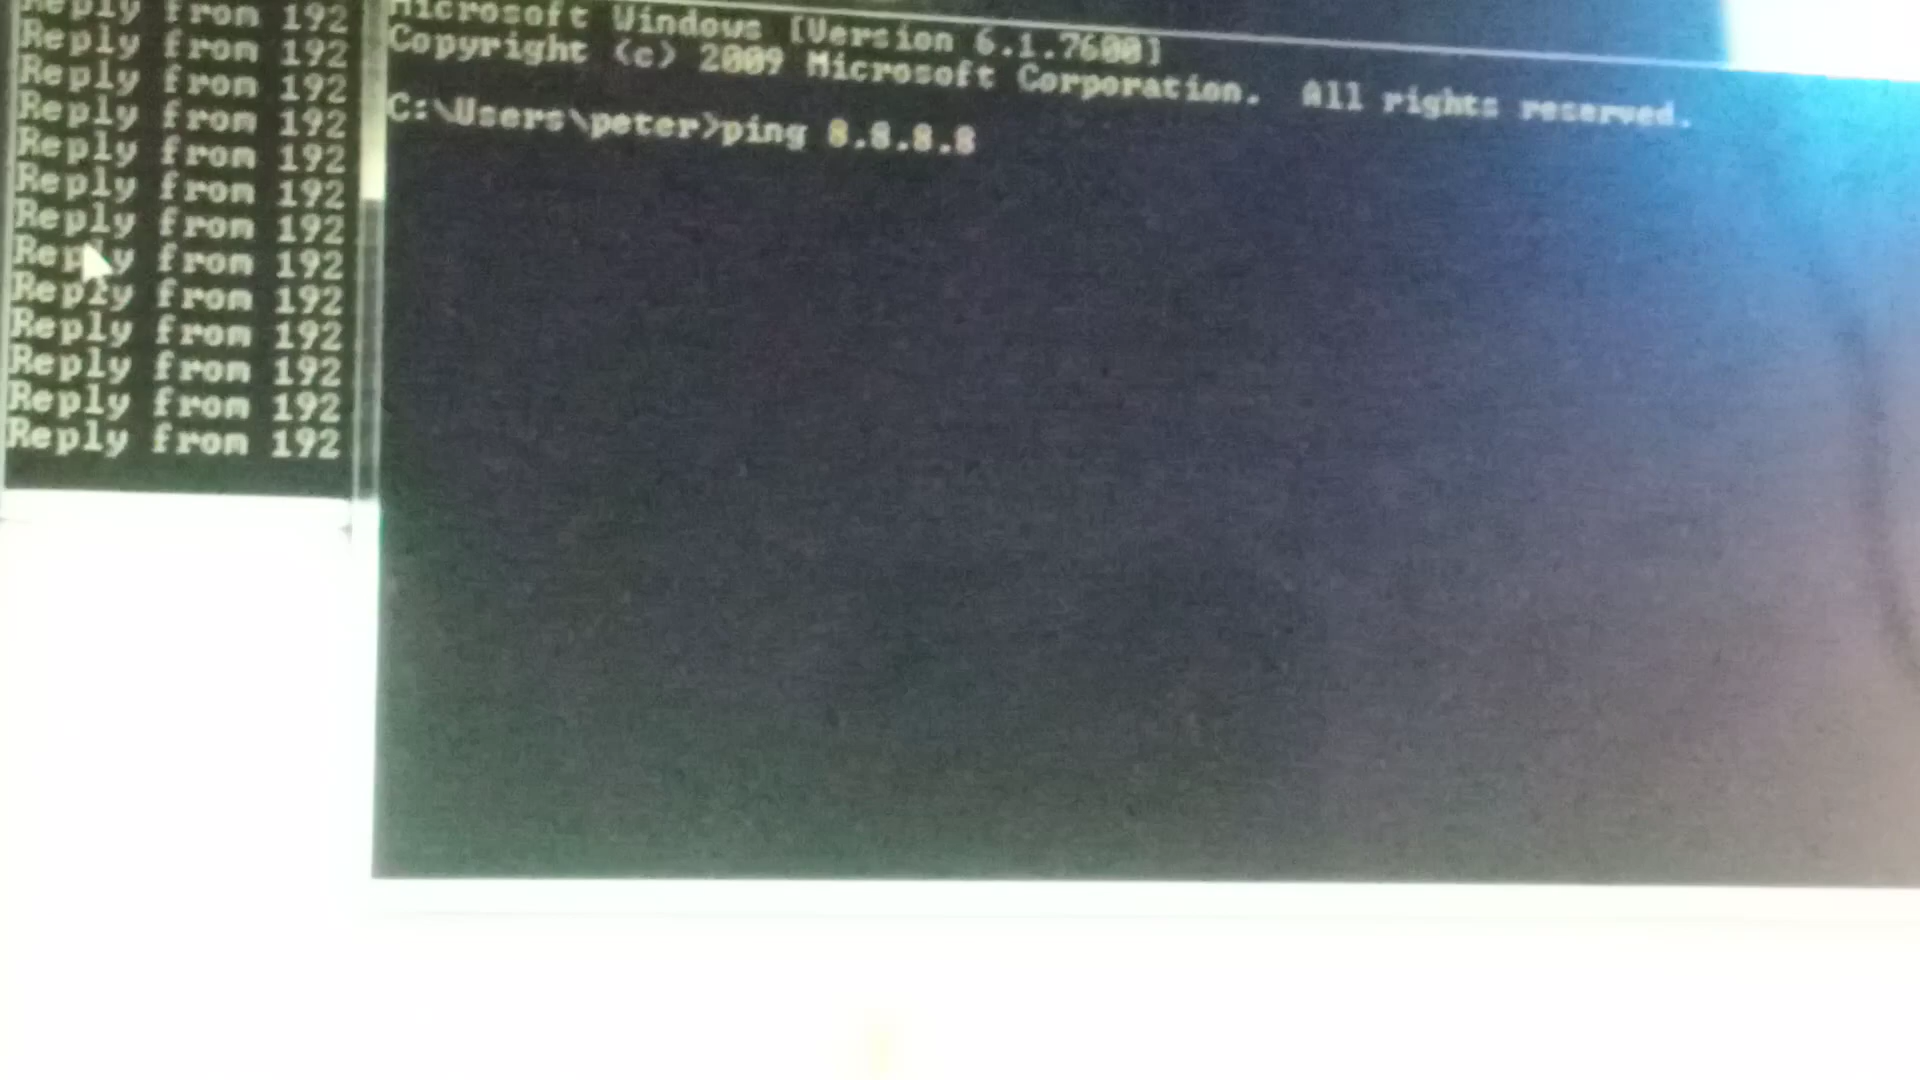 Reply from 192
Reply from 192
Reply from 192
Reply from 192
Reply from 192
Reply from 192
Reply from 192
Reply from 192
Reply from 192
Reply from 192
Reply from 192
Reply from 192
Reply from 192
Microsoft Windows [Version 6.1.7600]
Copyright (c) 2009 Microsoft Corporation. All rights reserved.
C:\Users\peter>ping 8.8.8.8